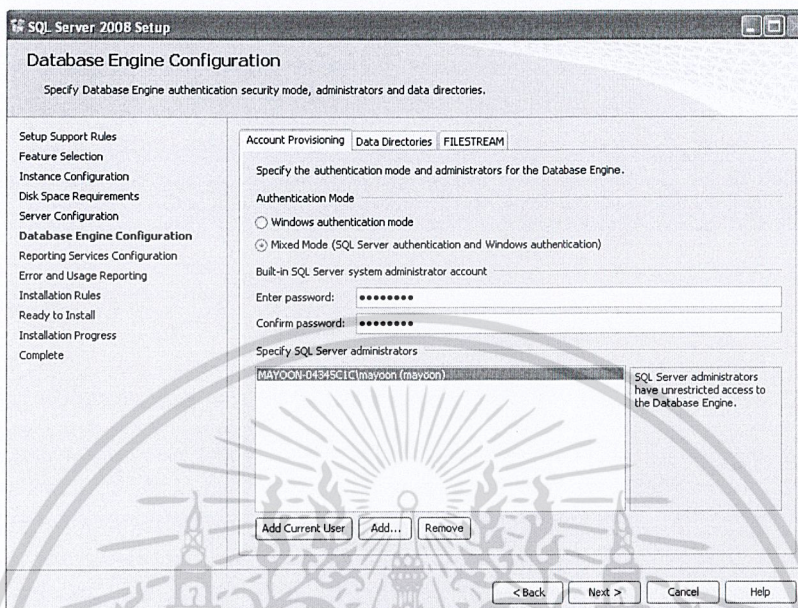 SQL Server 2008 Setup
Database Engine Configuration
Specify Database Engine authentication security mode, administrators and data directories.
Setup Support Rules
Feature Selection
Instance Configuration
Disk Space Requirements
Server Configuration
Database Engine Configuration
Reporting Services Configuration
Error and Usage Reporting
Installation Rules
Ready to Install
Installation Progress
Complete
Account Provisioning
Data Directories
FILESTREAM
Specify the authentication mode and administrators for the Database Engine.
Authentication Mode
Windows authentication mode
Mixed Mode (SQL Server authentication and Windows authentication)
Built-in SQL Server system administrator account
Enter password: ●●●●●●●●
Confirm password: ●●●●●●●●
Specify SQL Server administrators
MAYOON-04345C1C\mayoon (mayoon)
SQL Server administrators
have unrestricted access to
the Database Engine.
Add Current User
Add...
Remove
< Back
Next >
Cancel
Help